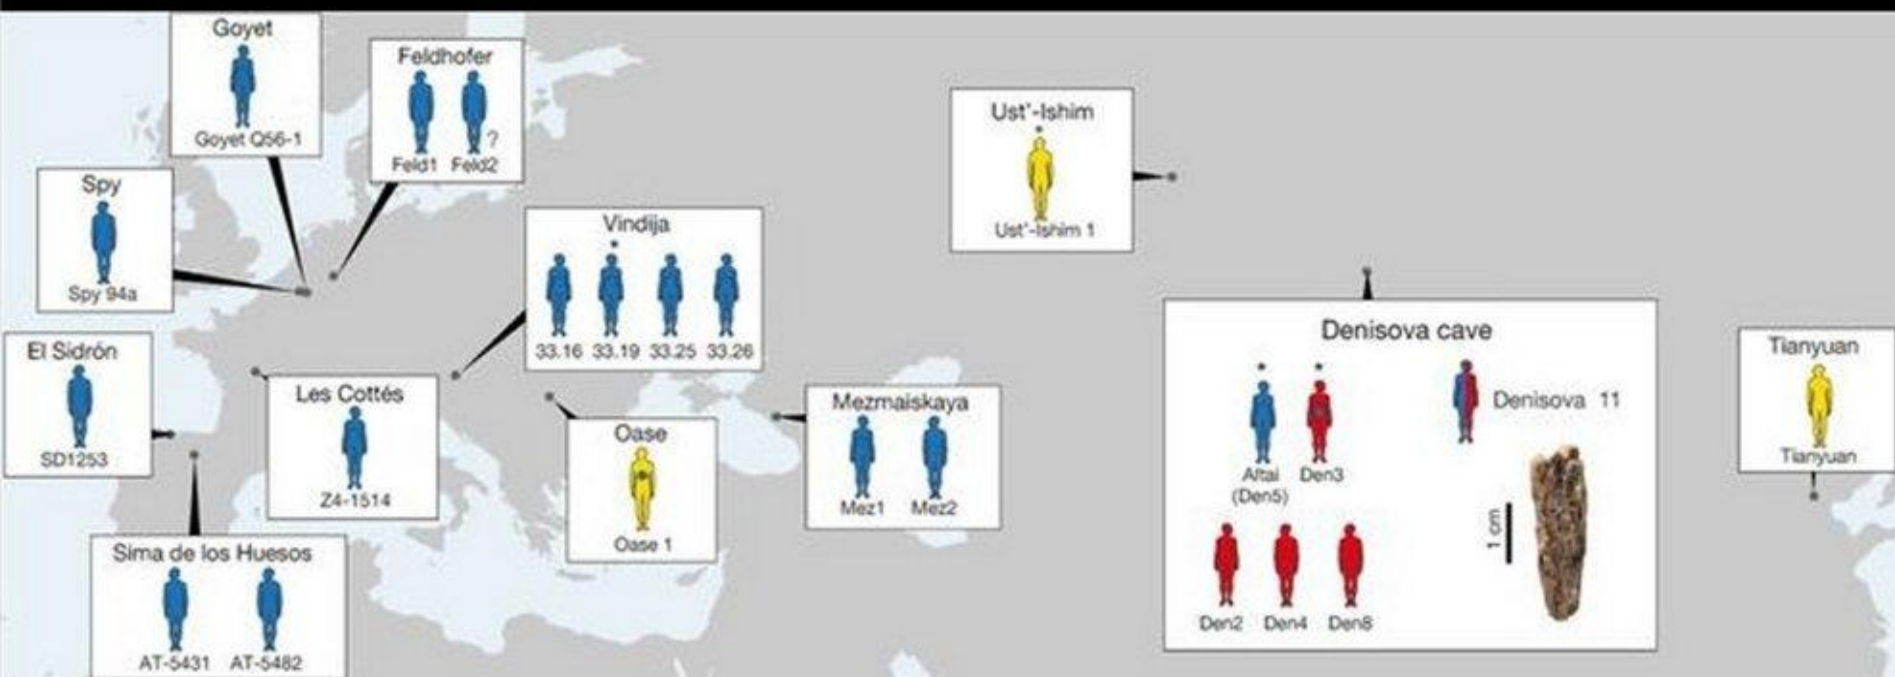 Goyet
Goyet Q56-1
Feldhofer
?
Feld1 Feld2
Spy
Spy 94a
Vindija
* 
33.16 33.19 33.25 33.26
Ust'-Ishim
*
Ust'-Ishim 1
El Sidrón
SD1253
Les Cottés
Z4-1514
Oase
Oase 1
Mezmaiskaya
Mez1 Mez2
Sima de los Huesos
AT-5431 AT-5482
Denisova cave
* *
Denisova 11
Altai Den3
(Den5)
1 cm
Den2 Den4 Den8
Tianyuan
Tianyuan